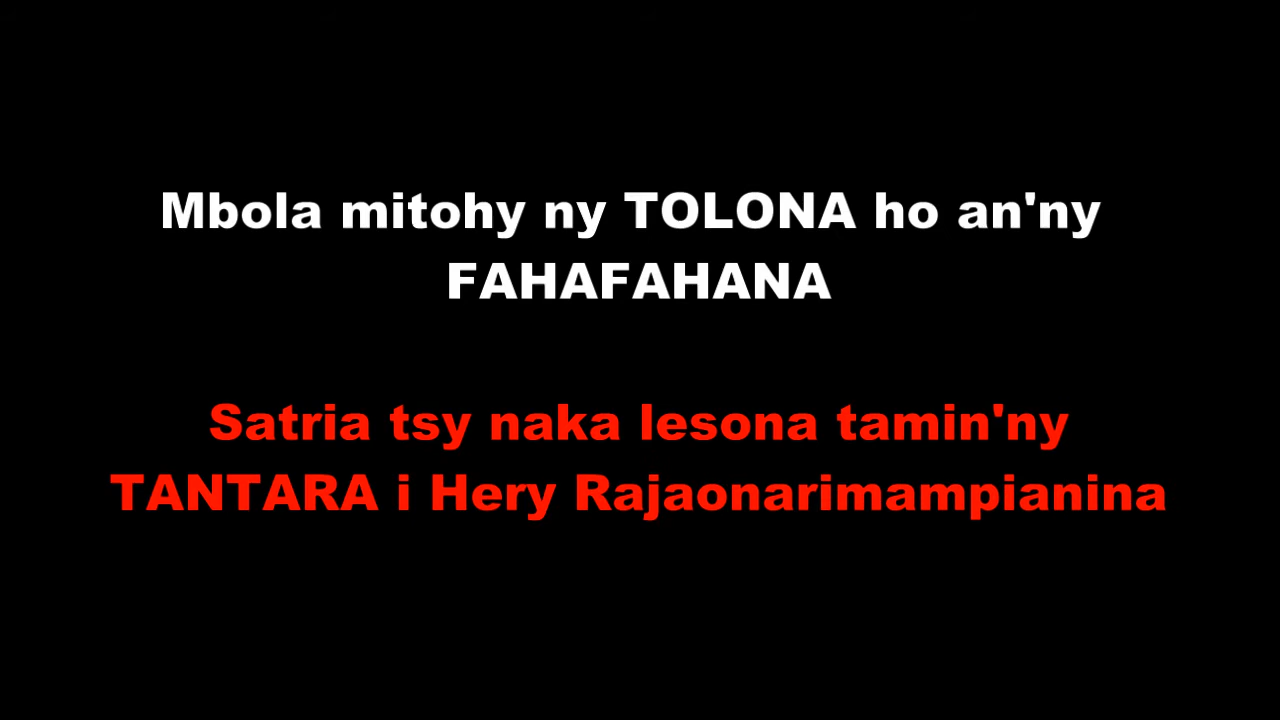 Mbola mitohy ny TOLONA ho an'ny
FAHAFAHANA
Satria tsy naka lesona tamin'ny
TANTARA i Hery Rajaonarimampianina